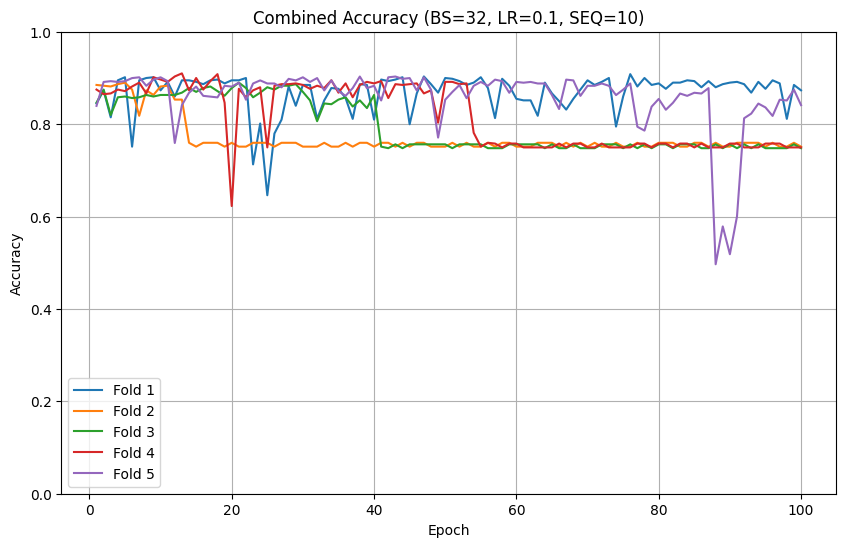 Combined Accuracy (BS=32, LR=0.1, SEQ=10)
1.0
0.8
0.6
0.4
0.2
0.0
Accuracy
Fold 1
Fold 2
Fold 3
Fold 4
Fold 5
0 20 40 60 80 100
Epoch